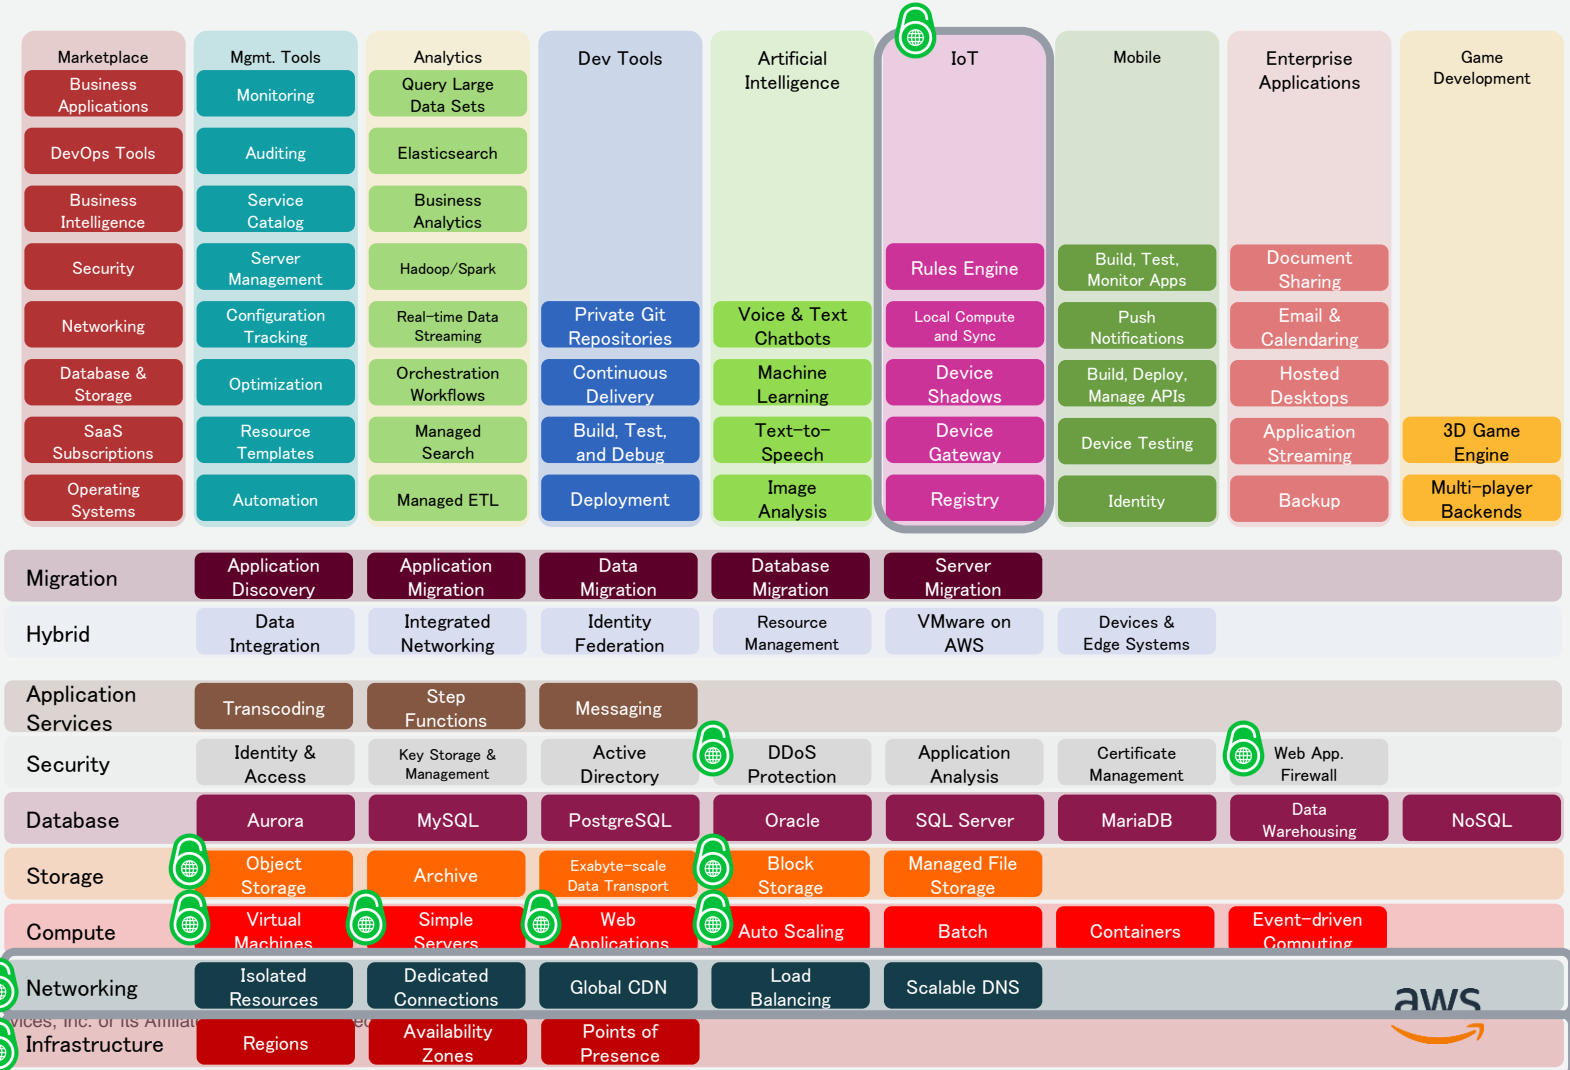 Marketplace
Business
Applications
DevOps Tools
Business
Intelligence
Security
Networking
Database &
Storage
SaaS
Subscriptions
Operating
Systems
Mgmt. Tools
Monitoring
Auditing
Service
Catalog
Server
Management
Configuration
Tracking
Optimization
Resource
Templates
Automation
Analytics
Query Large
Data Sets
Elasticsearch
Business
Analytics
Hadoop/Spark
Real-time Data
Streaming
Orchestration
Workflows
Managed
Search
Managed ETL
Dev Tools
Private Git
Repositories
Continuous
Delivery
Build, Test,
and Debug
Deployment
Artificial
Intelligence
Voice & Text
Chatbots
Machine
Learning
Text-to-
Speech
Image
Analysis
IoT
Rules Engine
Local Compute
and Sync
Device
Shadows
Device
Gateway
Registry
Mobile
Build, Test,
Monitor Apps
Push
Notifications
Build, Deploy,
Manage APIs
Device Testing
Identity
Enterprise
Applications
Document
Sharing
Email &
Calendaring
Hosted
Desktops
Application
Streaming
Backup
Game
Development
3D Game
Engine
Multi-player
Backends
Migration
Application
Discovery
Application
Migration
Data
Migration
Database
Migration
Server
Migration
Hybrid
Data
Integration
Integrated
Networking
Identity
Federation
Resource
Management
VMware on
AWS
Devices &
Edge Systems
Application
Services
Transcoding
Step
Functions
Messaging
Security
Identity &
Access
Key Storage &
Management
Active
Directory
DDoS
Protection
Application
Analysis
Certificate
Management
Web App.
Firewall
Database
Aurora
MySQL
PostgreSQL
Oracle
SQL Server
MariaDB
Data
Warehousing
NoSQL
Storage
Object
Storage
Archive
Exabyte-scale
Data Transport
Block
Storage
Managed File
Storage
Compute
Virtual
Machines
Simple
Servers
Web
Applications
Auto Scaling
Batch
Containers
Event-driven
Computing
Networking
Isolated
Resources
Dedicated
Connections
Global CDN
Load
Balancing
Scalable DNS
aws
Inc. or its
Infrastructure
Regions
Availability
Zones
Points of
Presence